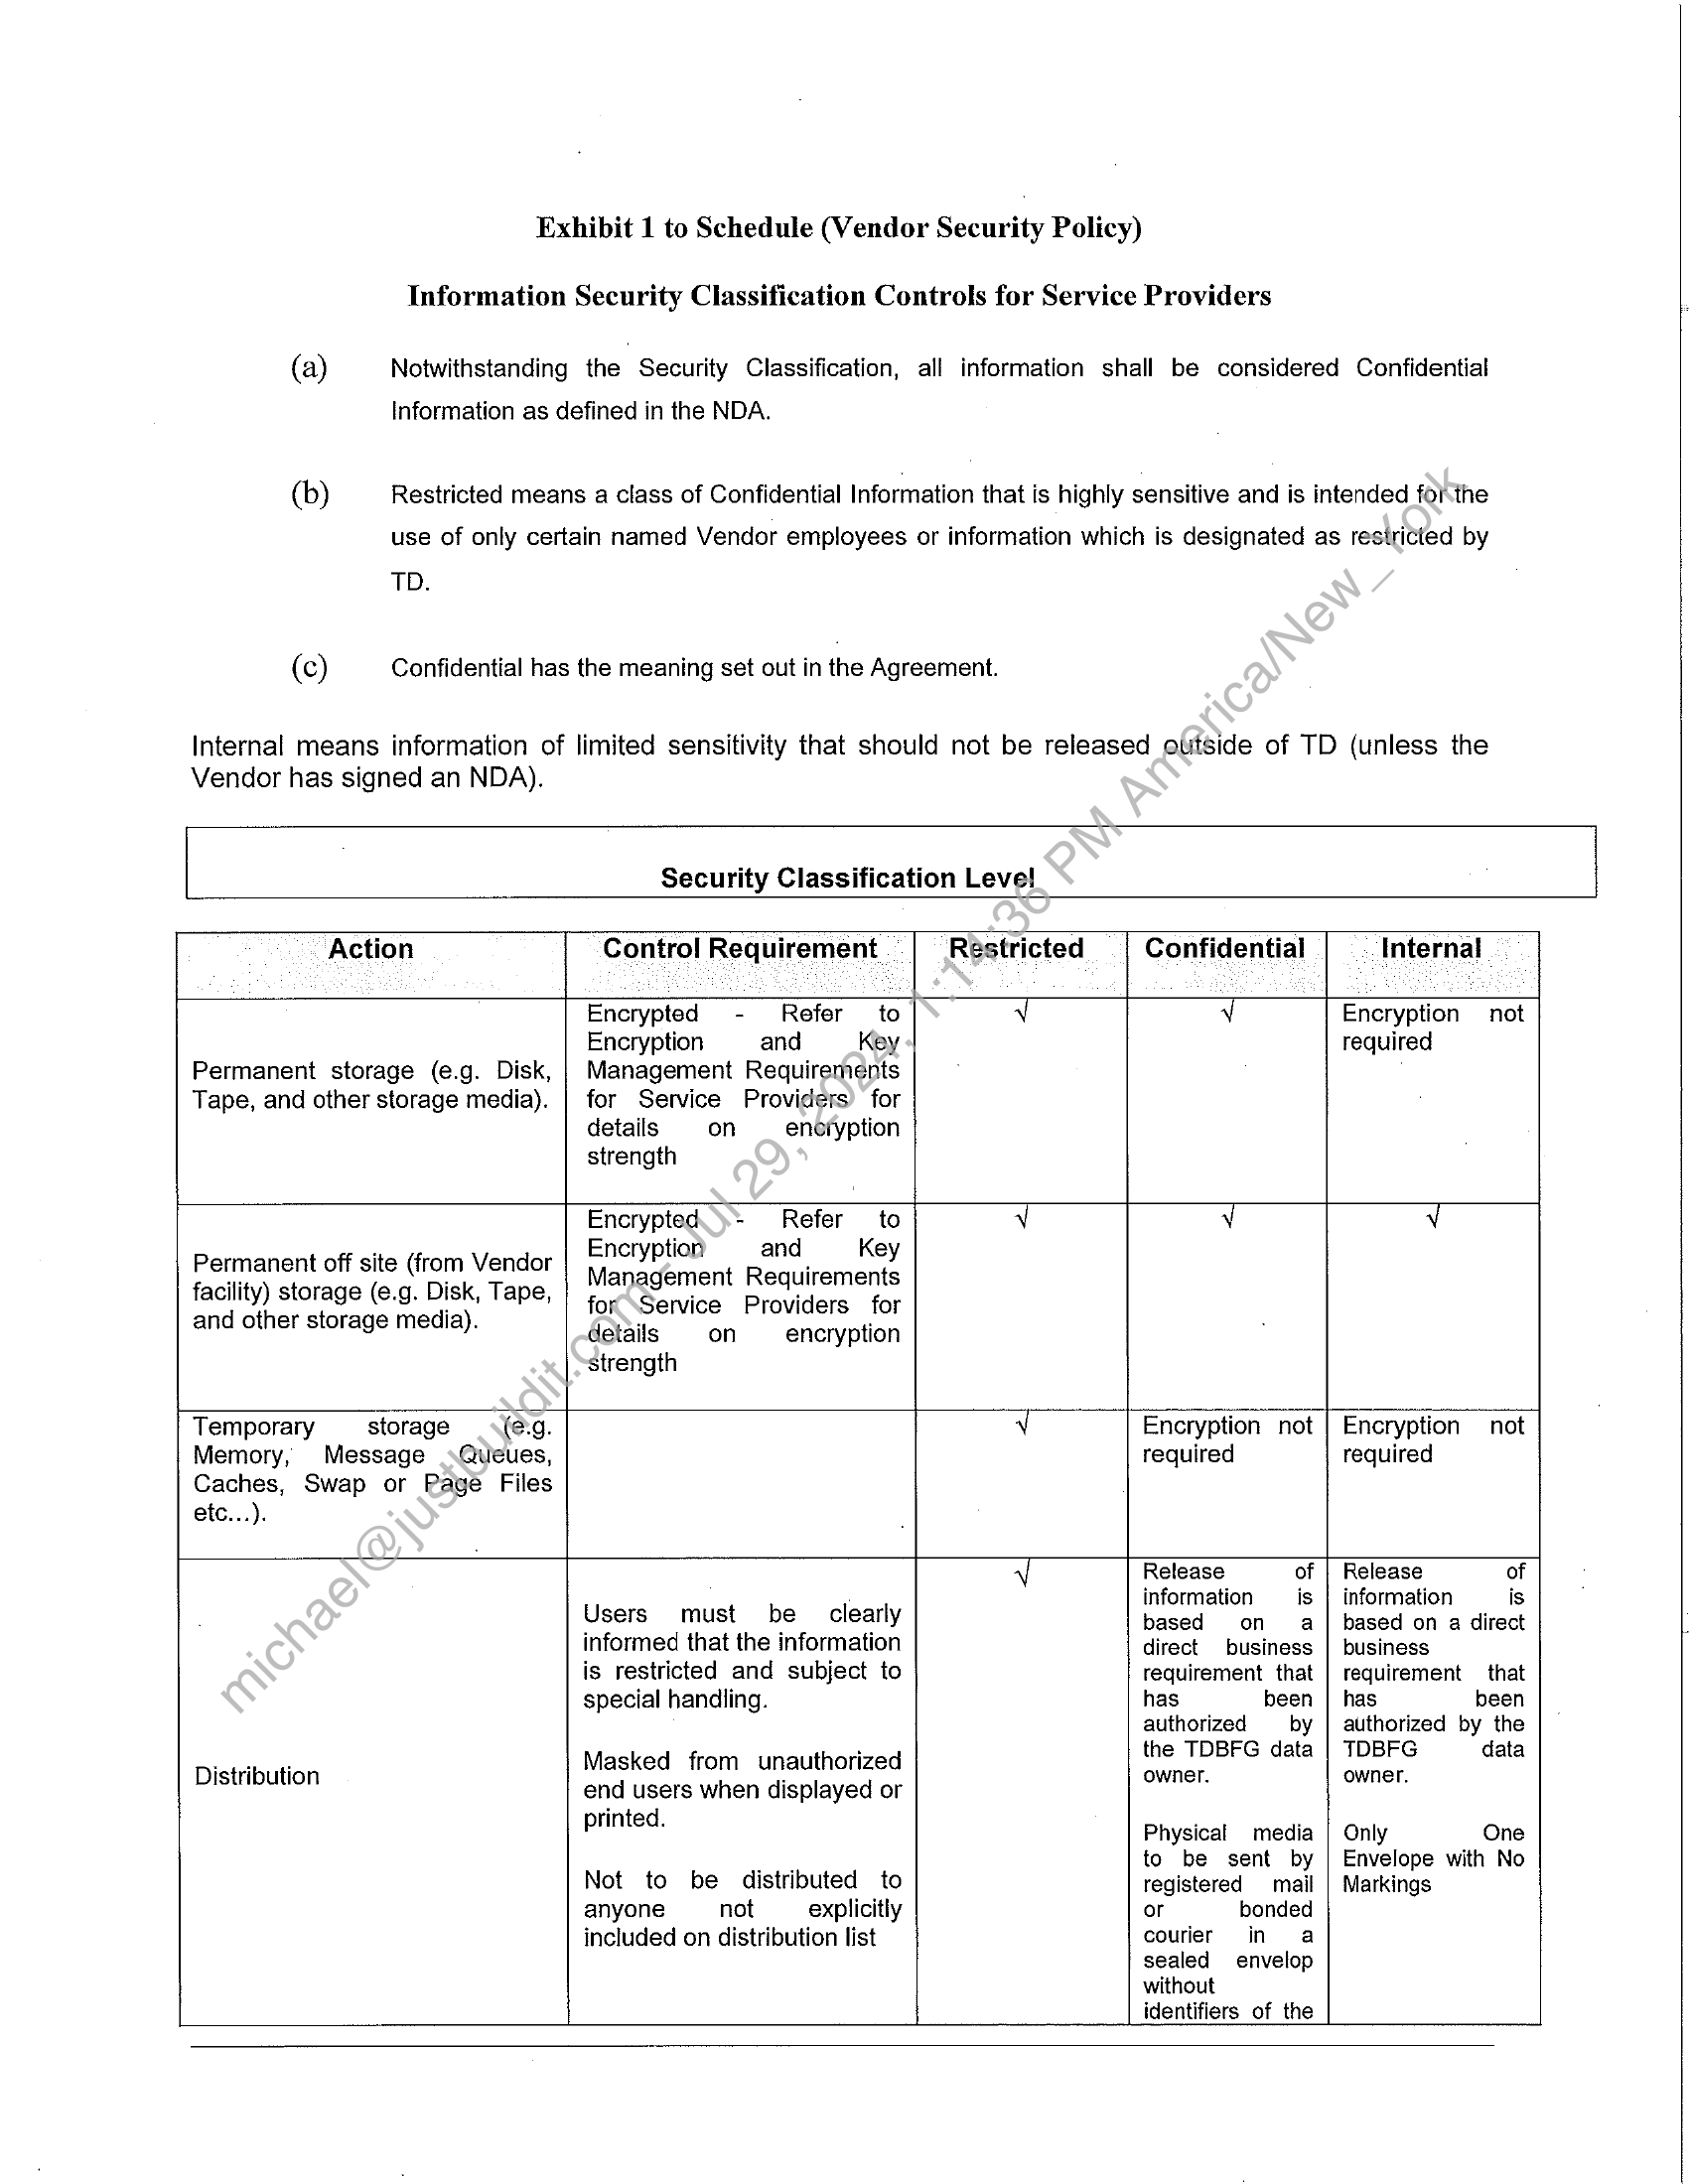 Exhibit 1 to Schedule (Vendor Security Policy)
Information Security Classification Controls for Service Providers
(a) Notwithstanding the Security Classification, all information shall be considered Confidential
Information as defined in the NDA.
(b) Restricted means a class of Confidential Information that is highly sensitive and is intended for the
use of only certain named Vendor employees or information which is designated as restricted by
TD.
(c) Confidential has the meaning set out in the Agreement.
Internal means information of limited sensitivity that should not be released outside of TD (unless the
Vendor has signed an NDA).
Security Classification Level
Action Control Requirement Restricted Confidential Internal
Permanent storage (e.g. Disk,
Tape, and other storage media).
Encrypted - Refer to
Encryption and Key
Management Requirements
for Service Providers for
details on encryption
strength
√
√
Encryption not
required
Permanent off site (from Vendor
facility) storage (e.g. Disk, Tape,
and other storage media).
Encrypted - Refer to
Encryption and Key
Management Requirements
for Service Providers for
details on encryption
strength
√
√
√
Temporary storage (e.g.
Memory, Message Queues,
Caches, Swap or Page Files
etc...).
√
Encryption not
required
Encryption not
required
Distribution
Users must be clearly
informed that the information
is restricted and subject to
special handling.
Masked from unauthorized
end users when displayed or
printed.
Not to be distributed to
anyone not explicitly
included on distribution list
√
Release of
information is
based on a
direct business
requirement that
has been
authorized by
the TDBFG data
owner.
Physical media
to be sent by
registered mail
or bonded
courier in a
sealed envelop
without
identifiers of the
Release of
information is
based on a direct
business
requirement that
has been
authorized by the
TDBFG data
owner.
Only One
Envelope with No
Markings
michael@justbuildit.com - Jul 29, 2024, 1:14:36 PM America/New_York